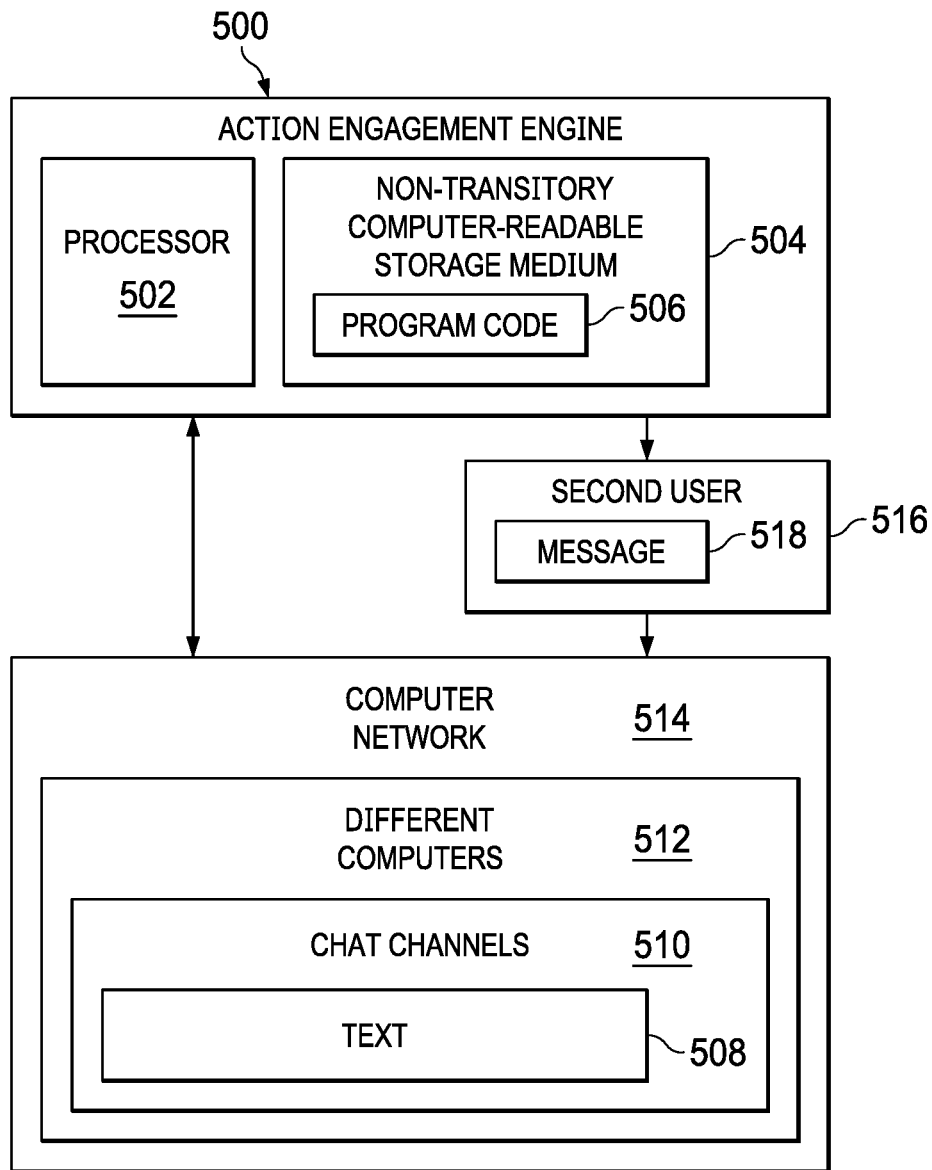 500
ACTION ENGAGEMENT ENGINE
PROCESSOR
502
NON-TRANSITORY
COMPUTER-READABLE
STORAGE MEDIUM
504
PROGRAM CODE
506
SECOND USER
516
MESSAGE
518
COMPUTER
NETWORK
514
DIFFERENT
COMPUTERS
512
CHAT CHANNELS
510
TEXT
508